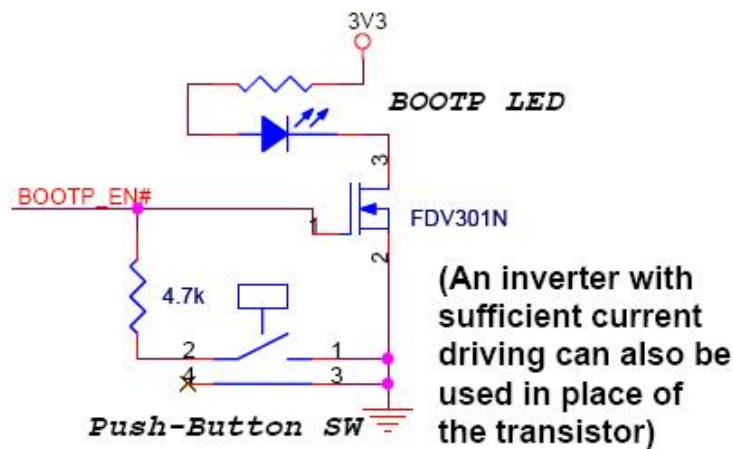 3V3
BOOTP LED
3
BOOTP_EN#
1
FDV301N
2
4.7k
2
1
4
3
Push-Button SW
(An inverter with
sufficient current
driving can also be
used in place of
the transistor)